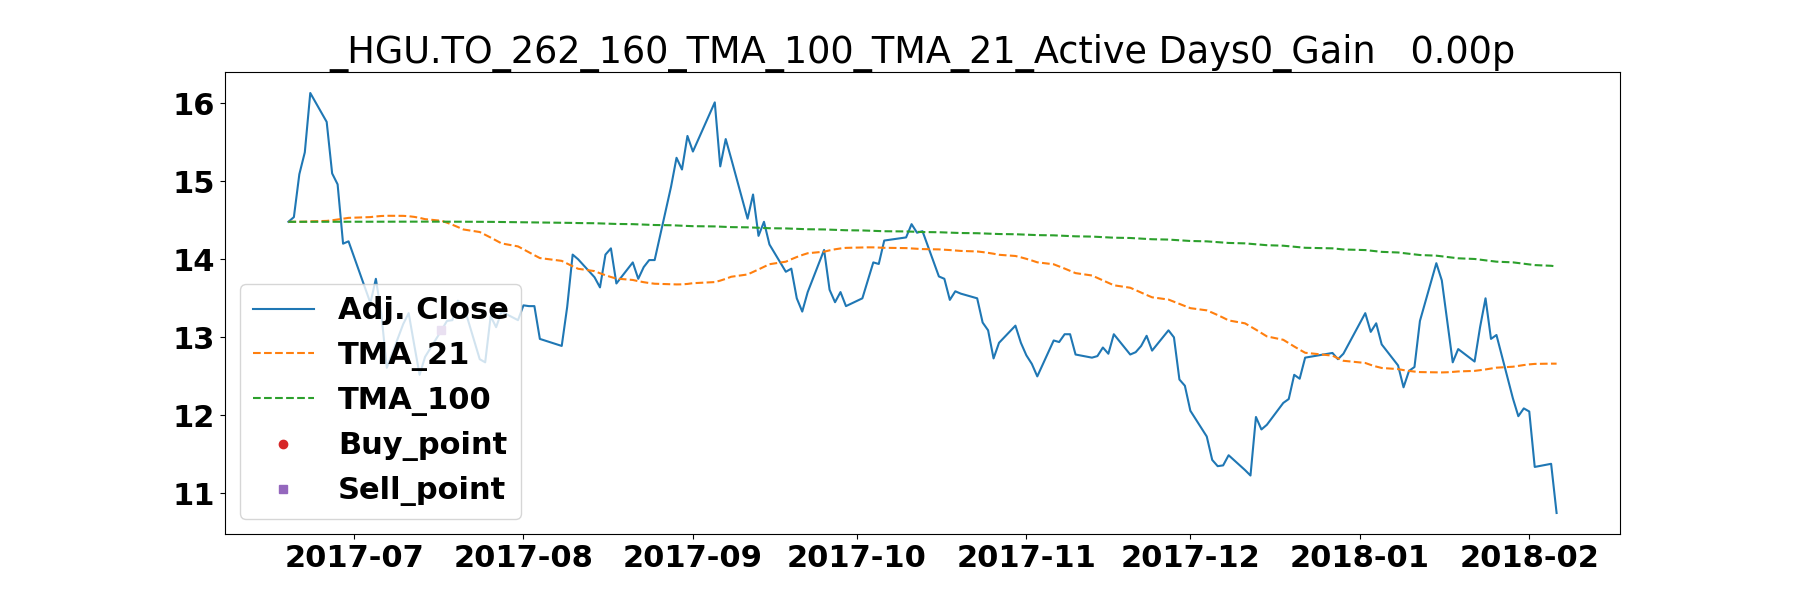 _HGU.TO_262_160_TMA_100_TMA_21_Active Days0_Gain   0.00p
16
15
14
13
12
11
Adj. Close
TMA_21
TMA_100
Buy_point
Sell_point
2017-07 2017-08 2017-09 2017-10 2017-11 2017-12 2018-01 2018-02